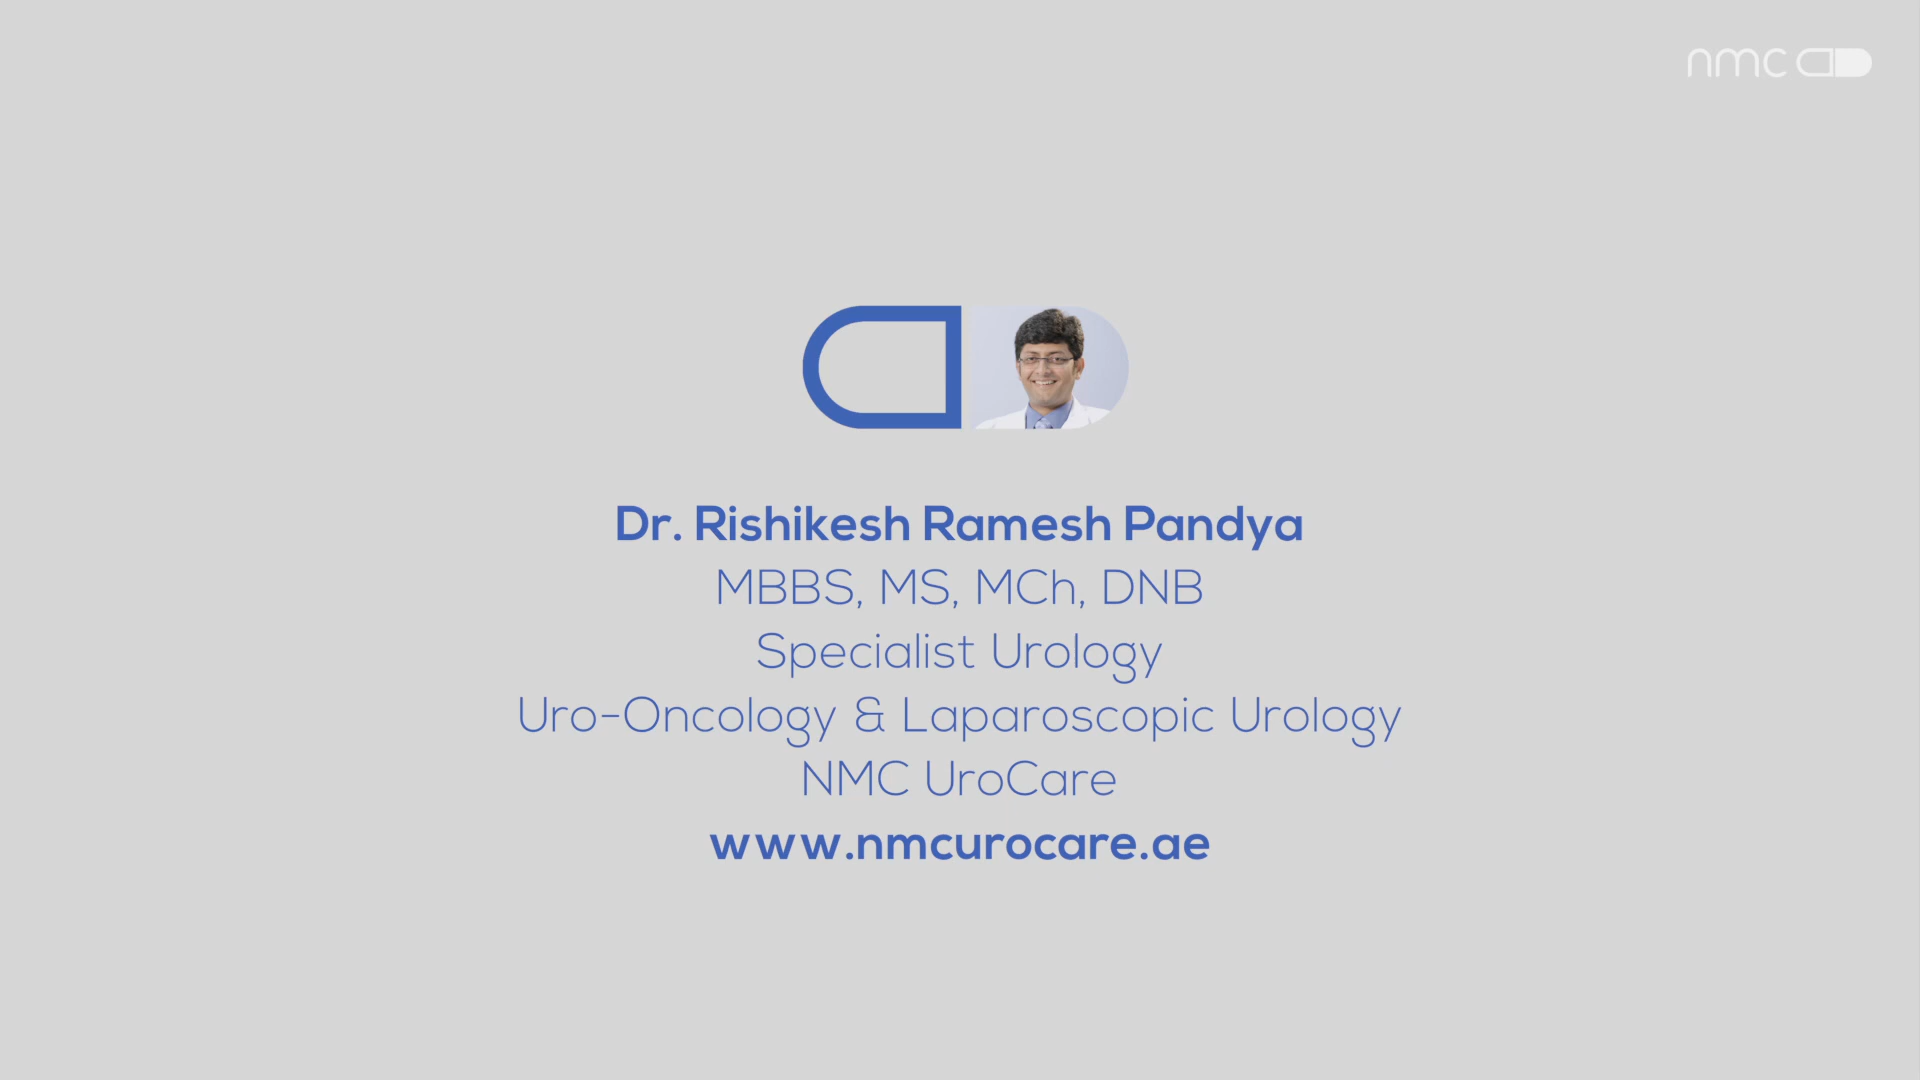 nmc
Dr. Rishikesh Ramesh Pandya
MBBS, MS, MCh, DNB
Specialist Urology
Uro-Oncology & Laparoscopic Urology
NMC UroCare
www.nmcurocare.ae